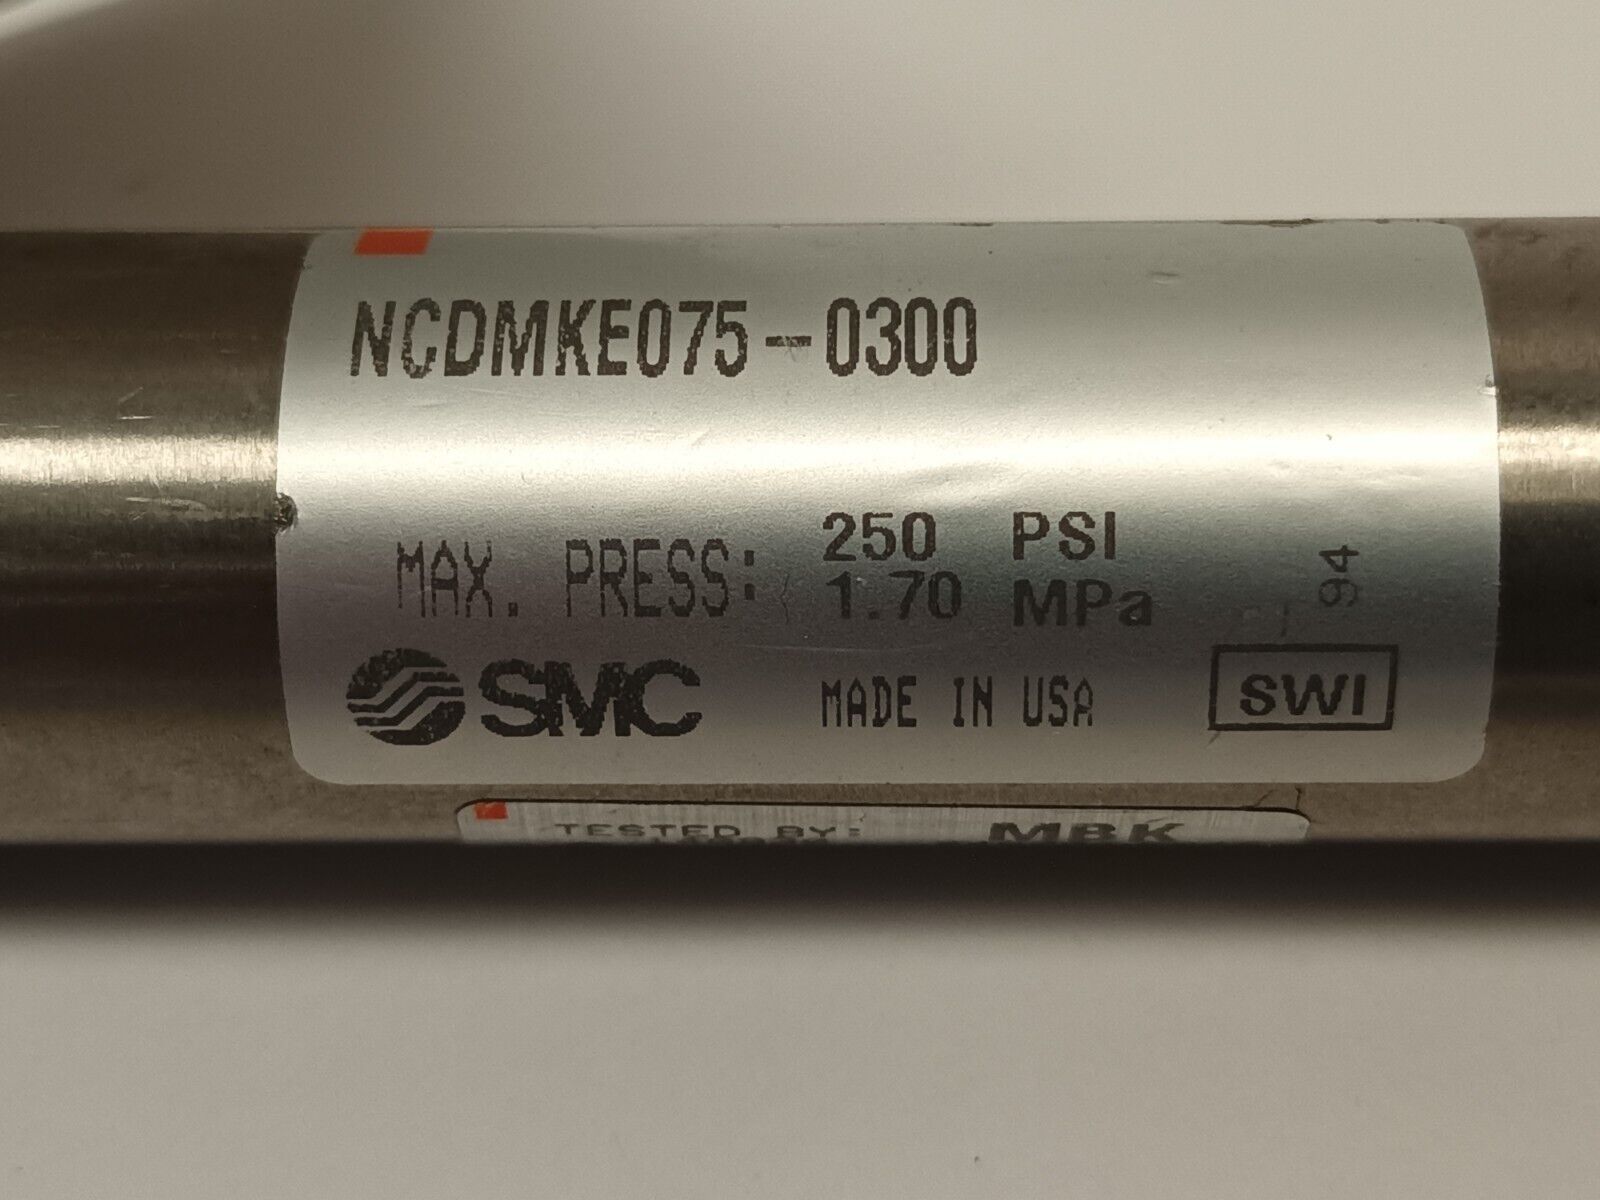 NCDMKE075-0300
MAX. PRESS: 250 PSI
1.70 MPa
94
SMC MADE IN USA SWI
TESTED BY: MBK